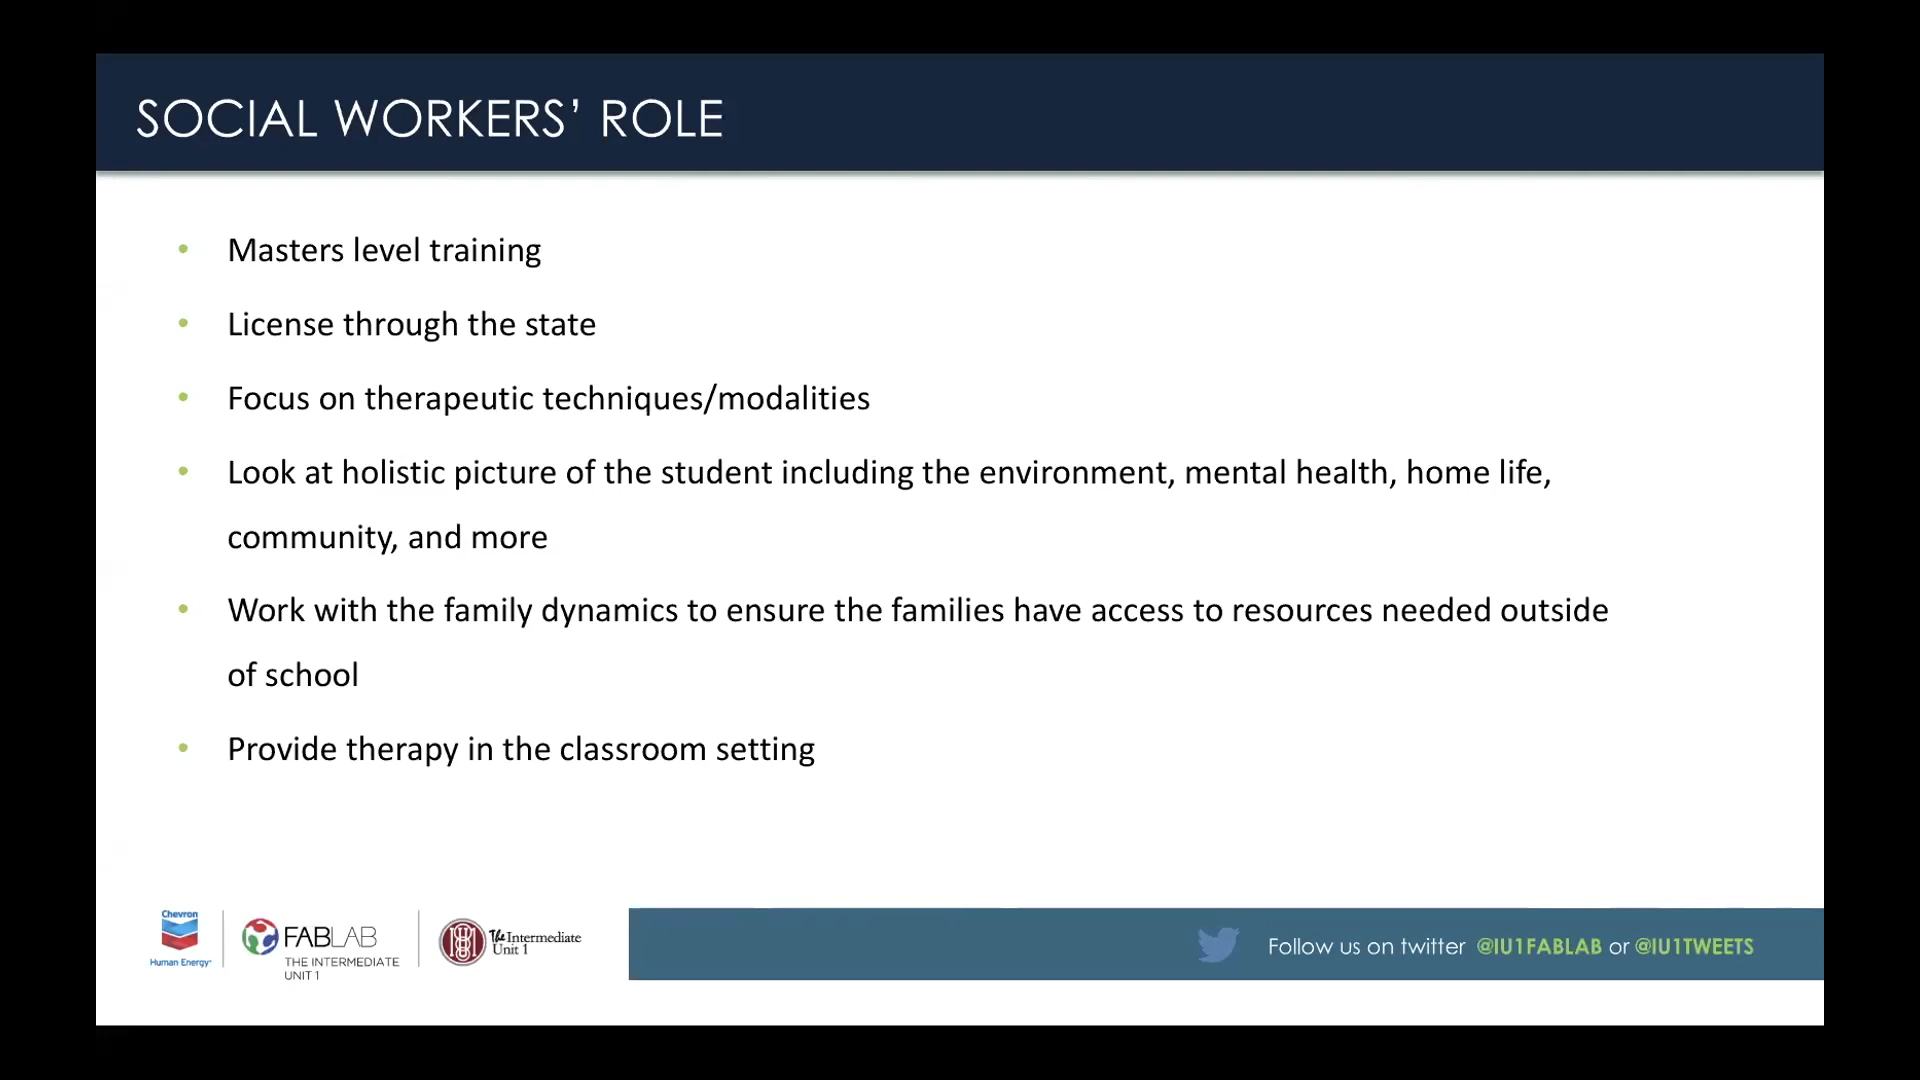 SOCIAL WORKERS’ ROLE
• Masters level training
• License through the state
• Focus on therapeutic techniques/modalities
• Look at holistic picture of the student including the environment, mental health, home life,
community, and more
• Work with the family dynamics to ensure the families have access to resources needed outside
of school
• Provide therapy in the classroom setting
Chevron
Human Energy®
FABLAB
THE INTERMEDIATE
UNIT 1
The Intermediate
Unit 1
Follow us on twitter @IU1FABLAB or @IU1TWEETS